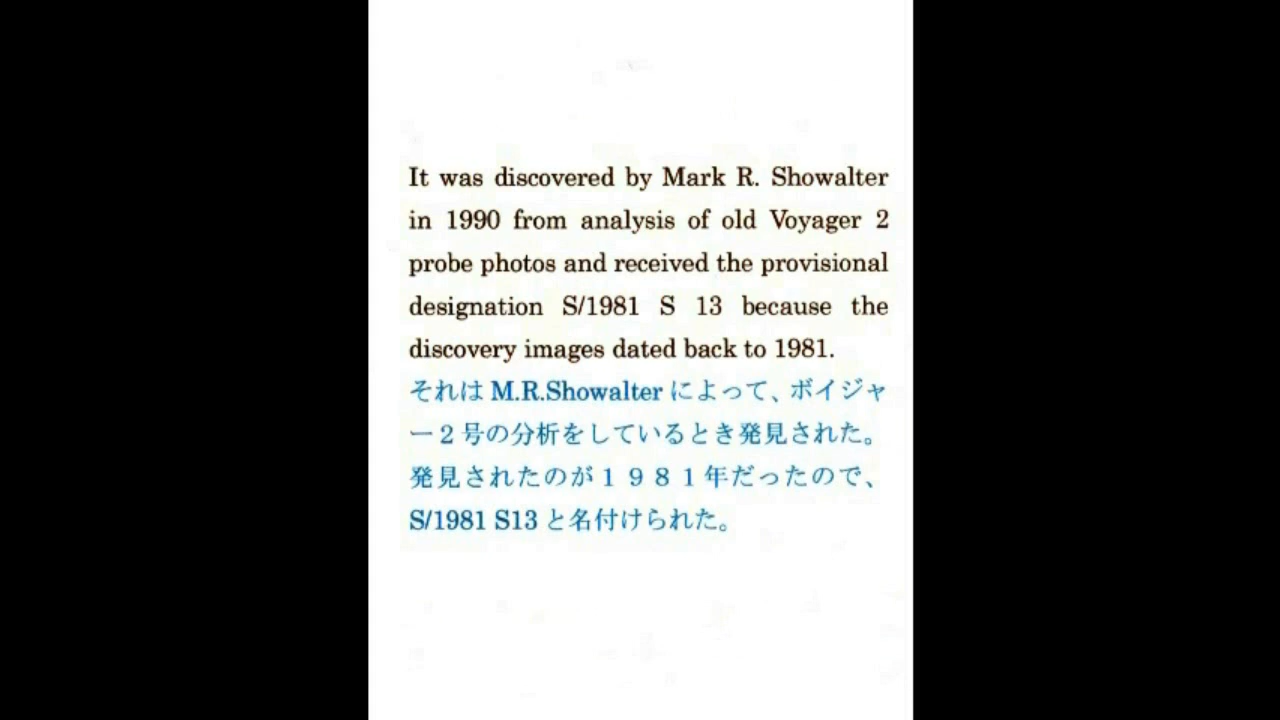 It was discovered by Mark R. Showalter
in 1990 from analysis of old Voyager 2
probe photos and received the provisional
designation S/1981 S 13 because the
discovery images dated back to 1981.
それは M.R.Showalter によって、ボイジャ
ー２号の分析をしているとき発見された。
発見されたのが１９８１年だったので、
S/1981 S13 と名付けられた。